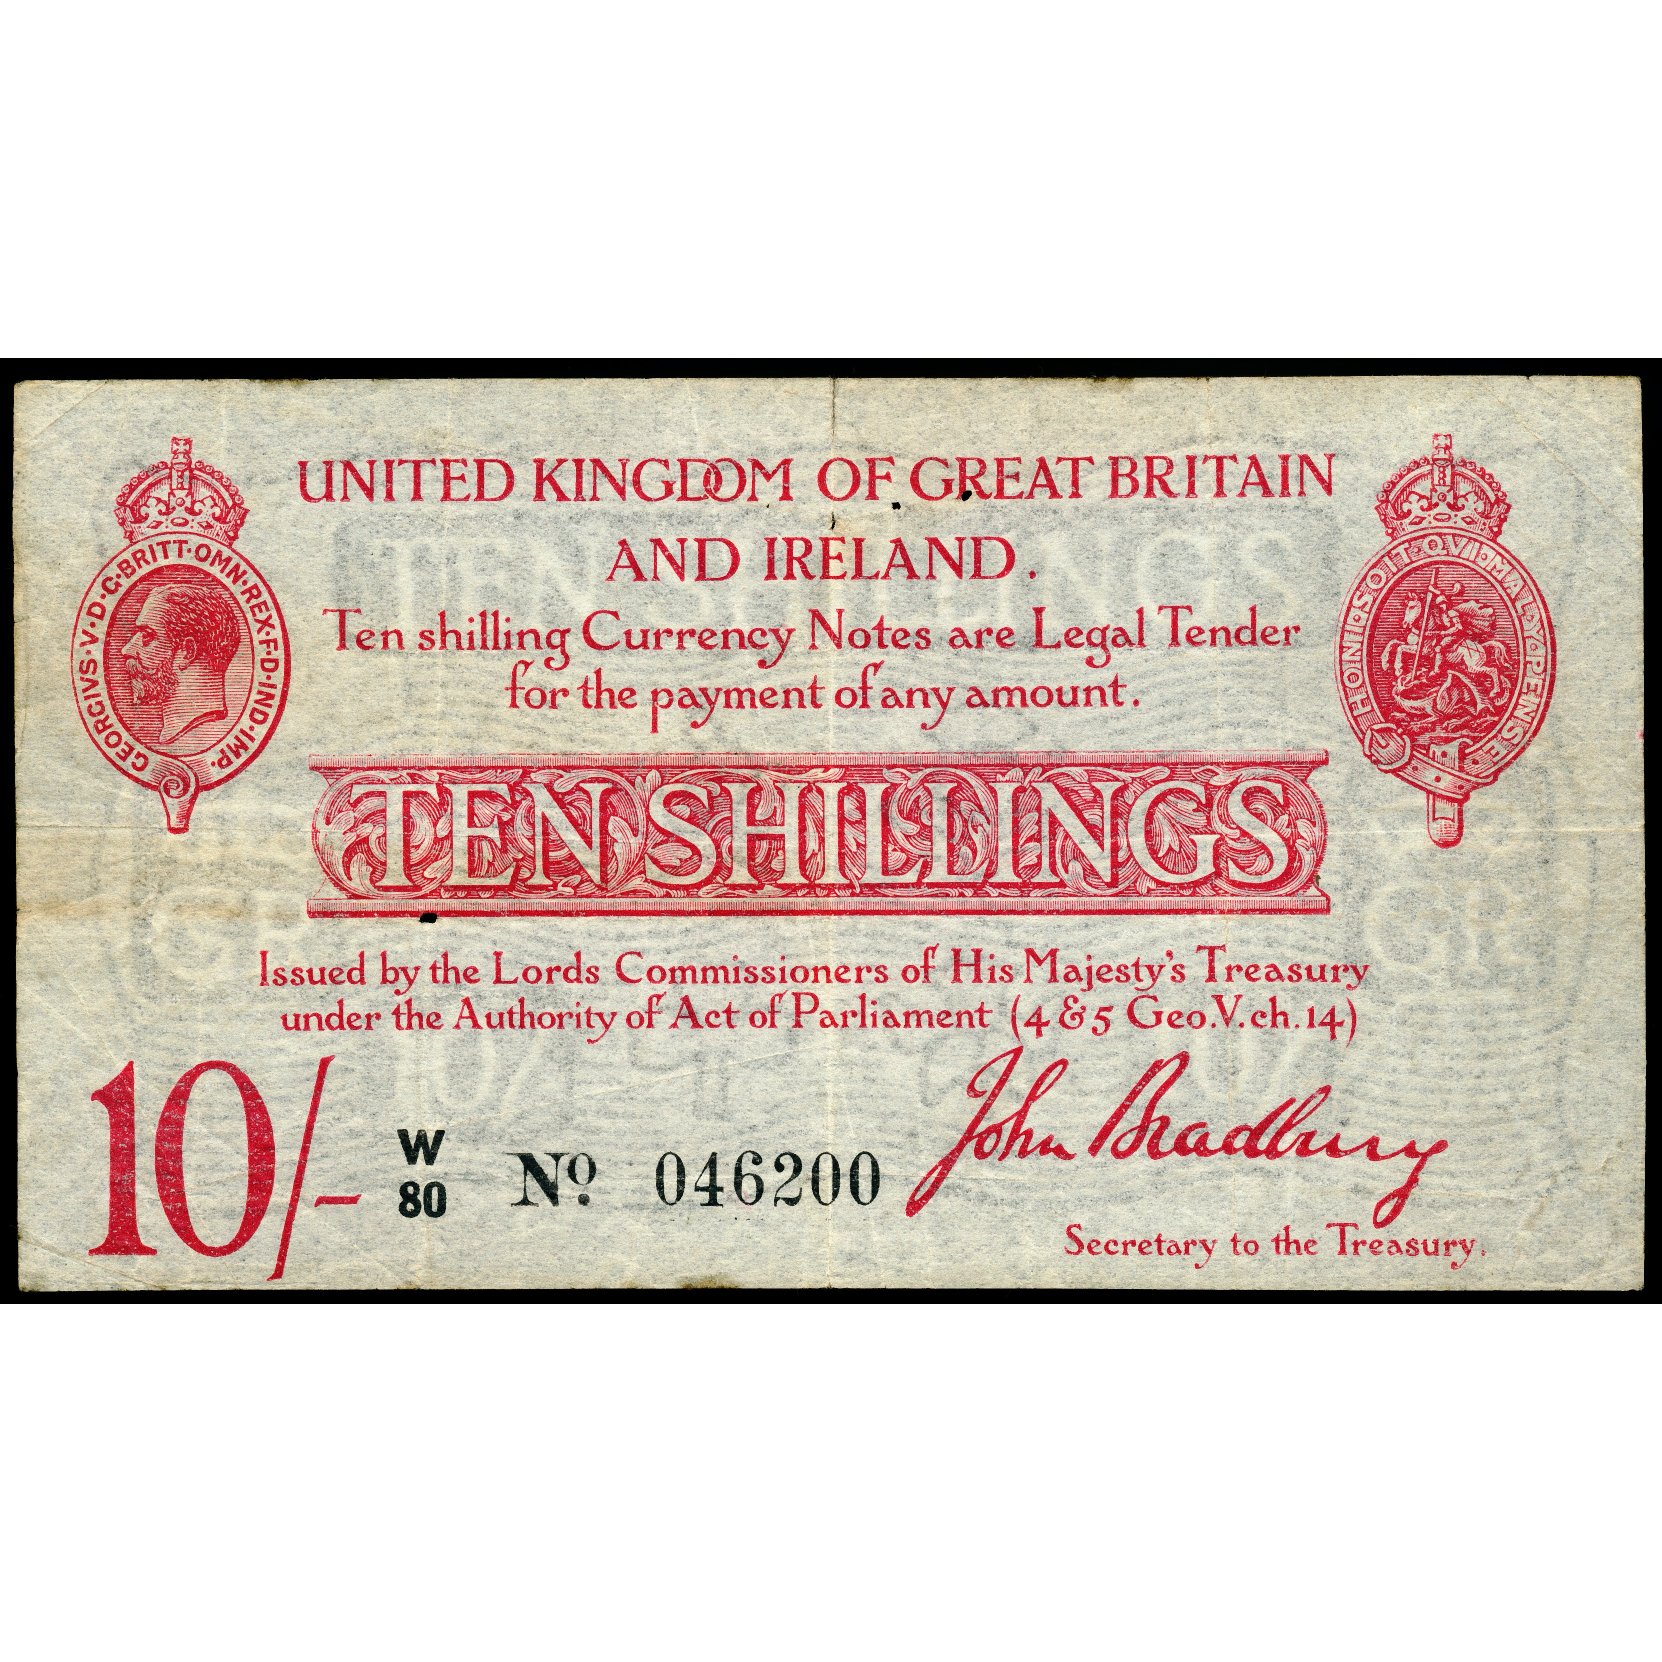 UNITED KINGDOM OF GREAT BRITAIN
AND IRELAND.
GEORGIVS·V·D·G·BRITT·OMN·REX·F·D·IND·IMP.
HONI·SOIT·QVI·MAL·Y·PENSE
Ten shilling Currency Notes are Legal Tender
for the payment of any amount.
TEN SHILLINGS
Issued by the Lords Commissioners of His Majesty's Treasury
under the Authority of Act of Parliament (4 & 5 Geo.V.ch.14)
10/-
W
80
No. 046200
John Bradbury
Secretary to the Treasury.